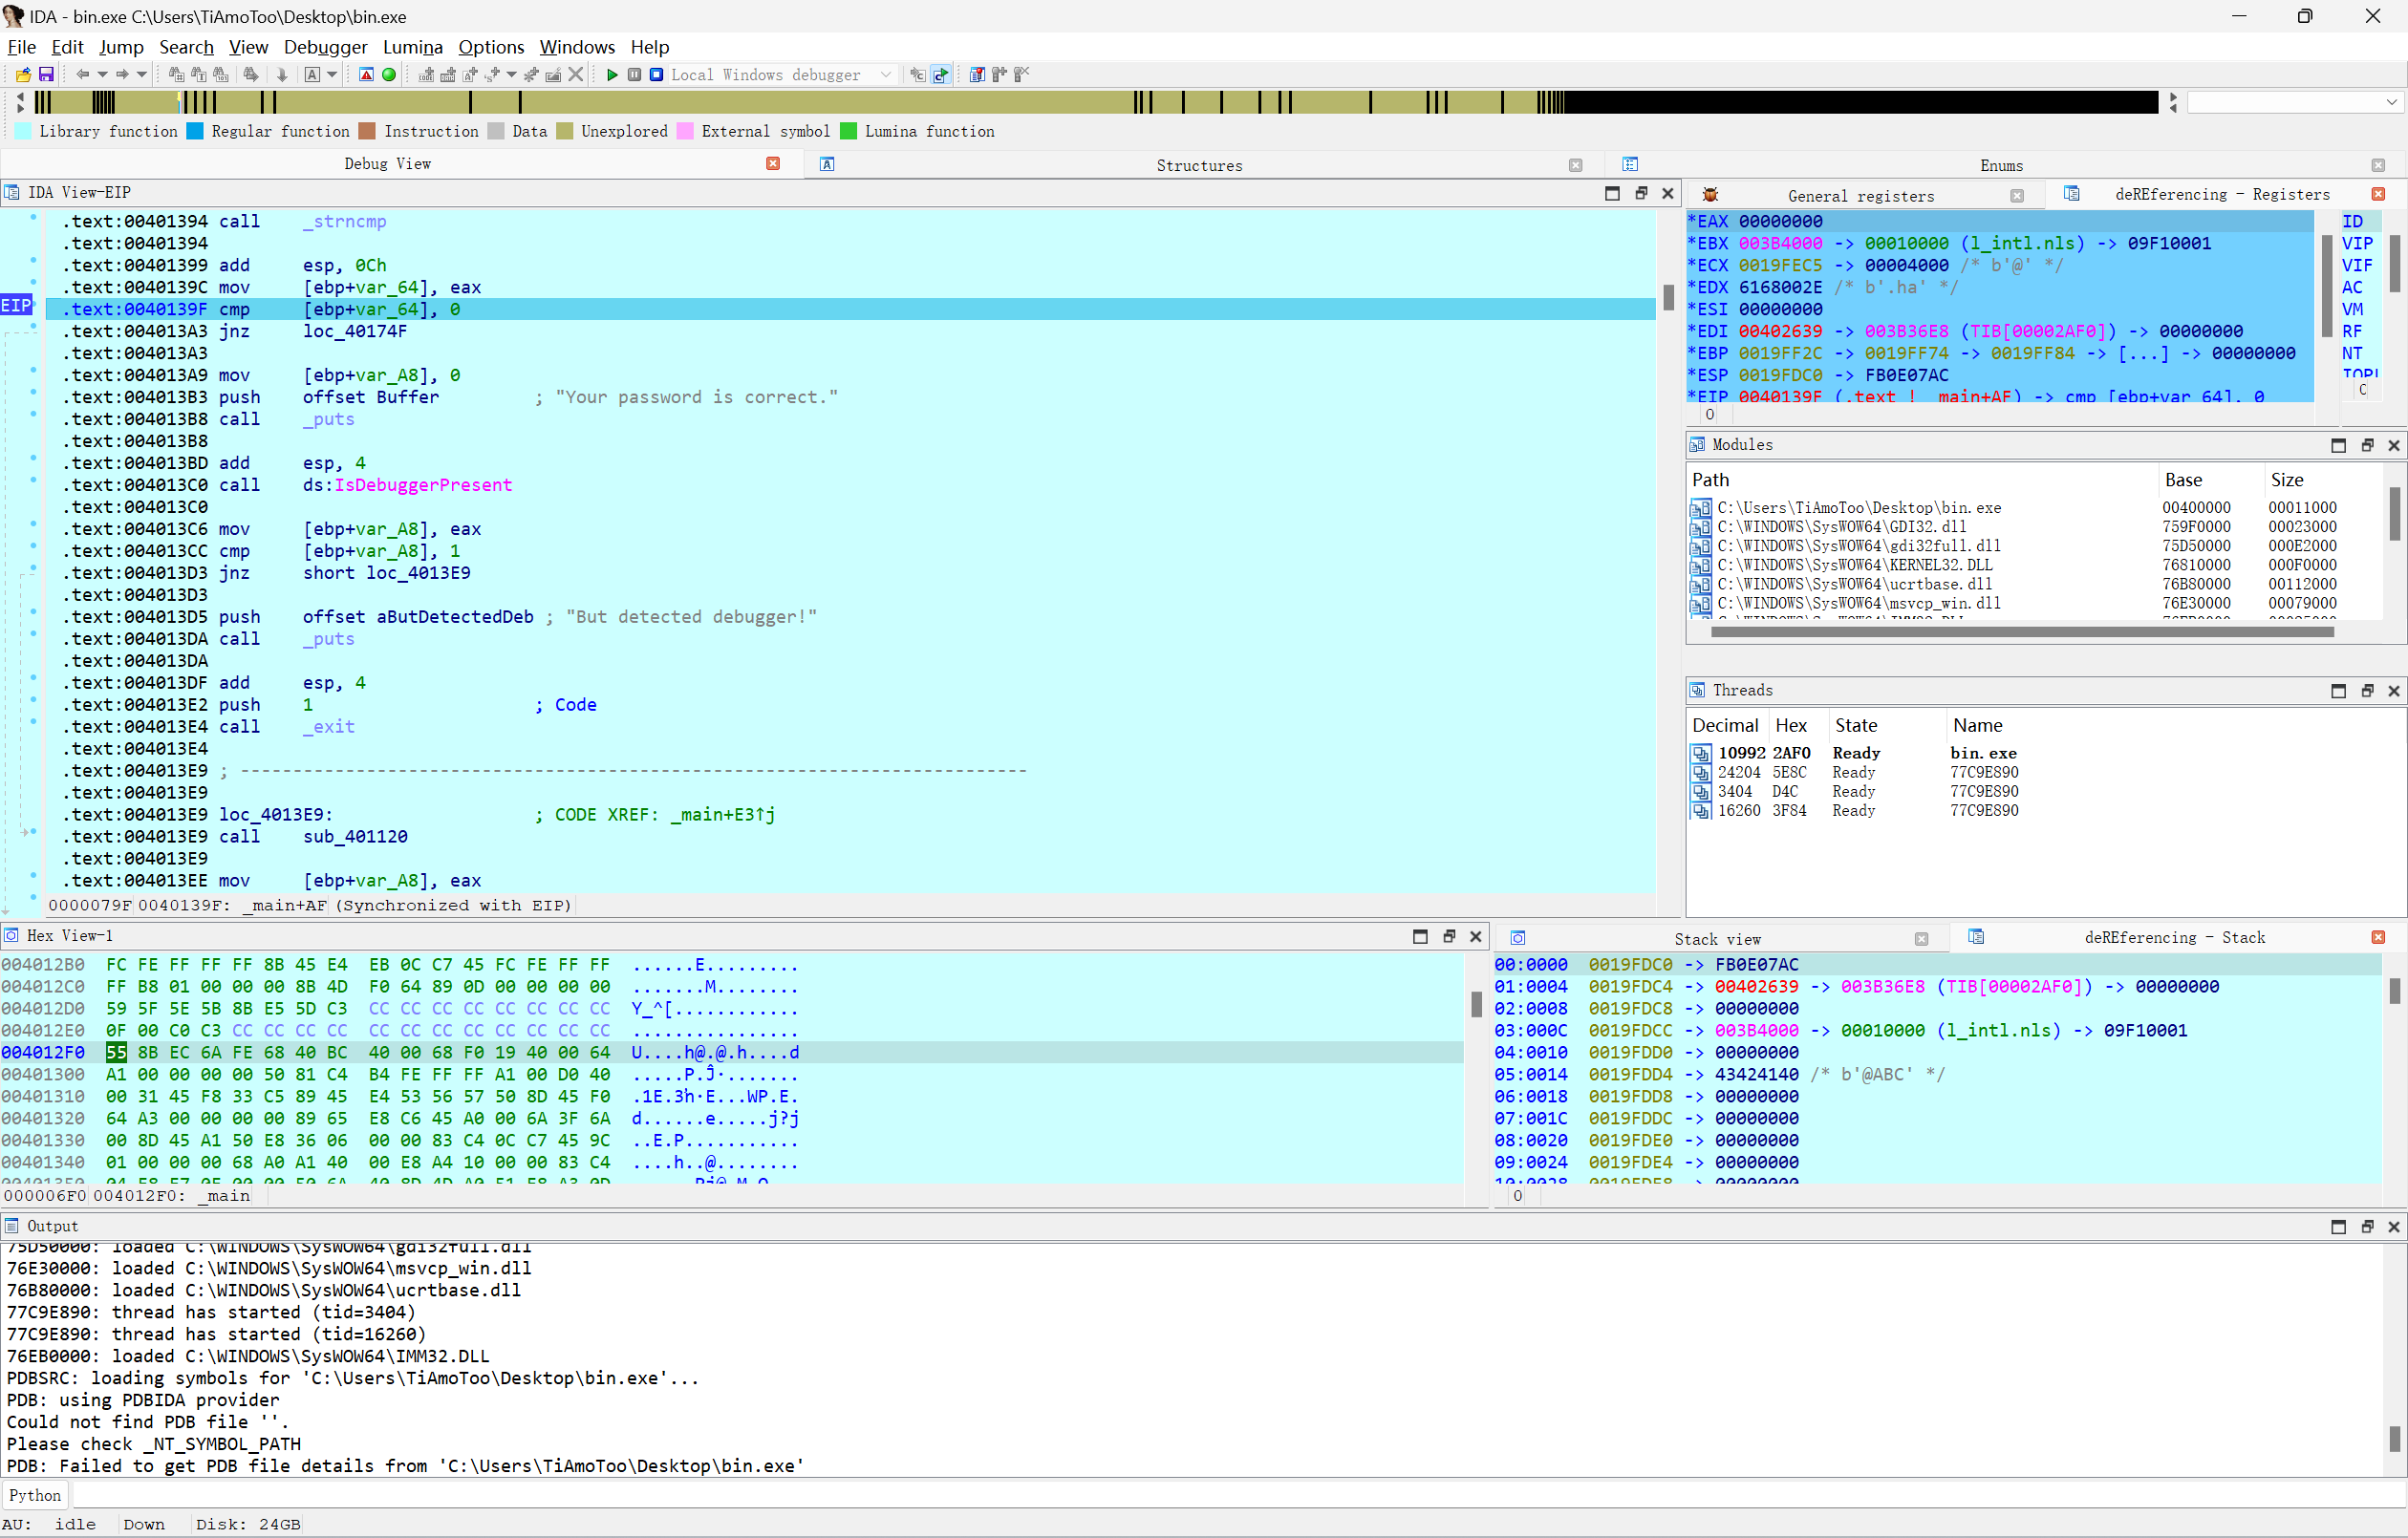 IDA - bin.exe C:\Users\TiAmoToo\Desktop\bin.exe
File Edit Jump Search View Debugger Lumina Options Windows Help
Local Windows debugger
Library function Regular function Instruction Data Unexplored External symbol Lumina function
Debug View Structures Enums
IDA View-EIP
.text:00401394 call _strncmp
.text:00401394
.text:00401399 add esp, 0Ch
.text:0040139C mov [ebp+var_64], eax
EIP .text:0040139F cmp [ebp+var_64], 0
.text:004013A3 jnz loc_40174F
.text:004013A3
.text:004013A9 mov [ebp+var_A8], 0
.text:004013B3 push offset Buffer ; "Your password is correct."
.text:004013B8 call _puts
.text:004013B8
.text:004013BD add esp, 4
.text:004013C0 call ds:IsDebuggerPresent
.text:004013C0
.text:004013C6 mov [ebp+var_A8], eax
.text:004013CC cmp [ebp+var_A8], 1
.text:004013D3 jnz short loc_4013E9
.text:004013D3
.text:004013D5 push offset aButDetectedDeb ; "But detected debugger!"
.text:004013DA call _puts
.text:004013DA
.text:004013DF add esp, 4
.text:004013E2 push 1 ; Code
.text:004013E4 call _exit
.text:004013E4
.text:004013E9 ; ---------------------------------------------------------------------------
.text:004013E9
.text:004013E9 loc_4013E9: ; CODE XREF: _main+E3↑j
.text:004013E9 call sub_401120
.text:004013E9
.text:004013EE mov [ebp+var_A8], eax
0000079F 0040139F: _main+AF (Synchronized with EIP)
General registers deREferencing - Registers
*EAX 00000000
*EBX 003B4000 -> 00010000 (l_intl.nls) -> 09F10001
*ECX 0019FEC5 -> 00004000 /* b'@' */
*EDX 6168002E /* b'.ha' */
*ESI 00000000
*EDI 00402639 -> 003B36E8 (TIB[00002AF0]) -> 00000000
*EBP 0019FF2C -> 0019FF74 -> 0019FF84 -> [...] -> 00000000
*ESP 0019FDC0 -> FB0E07AC
*EIP 0040139F (.text ! _main+AF) -> cmp [ebp+var_64], 0
0
ID
VIP
VIF
AC
VM
RF
NT
IOPL
Modules
Path Base Size
C:\Users\TiAmoToo\Desktop\bin.exe 00400000 00011000
C:\WINDOWS\SysWOW64\GDI32.dll 759F0000 00023000
C:\WINDOWS\SysWOW64\gdi32full.dll 75D50000 000E2000
C:\WINDOWS\SysWOW64\KERNEL32.DLL 76810000 000F0000
C:\WINDOWS\SysWOW64\ucrtbase.dll 76B80000 00112000
C:\WINDOWS\SysWOW64\msvcp_win.dll 76E30000 00079000
Threads
Decimal Hex State Name
10992 2AF0 Ready bin.exe
24204 5E8C Ready 77C9E890
3404 D4C Ready 77C9E890
16260 3F84 Ready 77C9E890
Hex View-1
004012B0 FC FE FF FF FF 8B 45 E4 EB 0C C7 45 FC FE FF FF ......E.........
004012C0 FF B8 01 00 00 00 8B 4D F0 64 89 0D 00 00 00 00 .......M........
004012D0 59 5F 5E 5B 8B E5 5D C3 CC CC CC CC CC CC CC CC Y_^[............
004012E0 0F 00 C0 C3 CC CC CC CC CC CC CC CC CC CC CC CC ................
004012F0 55 8B EC 6A FE 68 40 BC 40 00 68 F0 19 40 00 64 U....h@.@.h....d
00401300 A1 00 00 00 00 50 81 C4 B4 FE FF FF A1 00 D0 40 .....P.Ĵ·.......
00401310 00 31 45 F8 33 C5 89 45 E4 53 56 57 50 8D 45 F0 .1E.3ŉ·E...WP.E.
00401320 64 A3 00 00 00 00 89 65 E8 C6 45 A0 00 6A 3F 6A d......e.....j?j
00401330 00 8D 45 A1 50 E8 36 06 00 00 83 C4 0C C7 45 9C ..E.P...........
00401340 01 00 00 00 68 A0 A1 40 00 E8 A4 10 00 00 83 C4 ....h..@........
000006F0 004012F0: _main
Stack view deREferencing - Stack
00:0000 0019FDC0 -> FB0E07AC
01:0004 0019FDC4 -> 00402639 -> 003B36E8 (TIB[00002AF0]) -> 00000000
02:0008 0019FDC8 -> 00000000
03:000C 0019FDCC -> 003B4000 -> 00010000 (l_intl.nls) -> 09F10001
04:0010 0019FDD0 -> 00000000
05:0014 0019FDD4 -> 43424140 /* b'@ABC' */
06:0018 0019FDD8 -> 00000000
07:001C 0019FDDC -> 00000000
08:0020 0019FDE0 -> 00000000
09:0024 0019FDE4 -> 00000000
10:0028 0019FDE8 -> 00000000
0
Output
75D50000: loaded C:\WINDOWS\SysWOW64\gdi32full.dll
76E30000: loaded C:\WINDOWS\SysWOW64\msvcp_win.dll
76B80000: loaded C:\WINDOWS\SysWOW64\ucrtbase.dll
77C9E890: thread has started (tid=3404)
77C9E890: thread has started (tid=16260)
76EB0000: loaded C:\WINDOWS\SysWOW64\IMM32.DLL
PDBSRC: loading symbols for 'C:\Users\TiAmoToo\Desktop\bin.exe'...
PDB: using PDBIDA provider
Could not find PDB file ''.
Please check _NT_SYMBOL_PATH
PDB: Failed to get PDB file details from 'C:\Users\TiAmoToo\Desktop\bin.exe'
Python
AU: idle Down Disk: 24GB